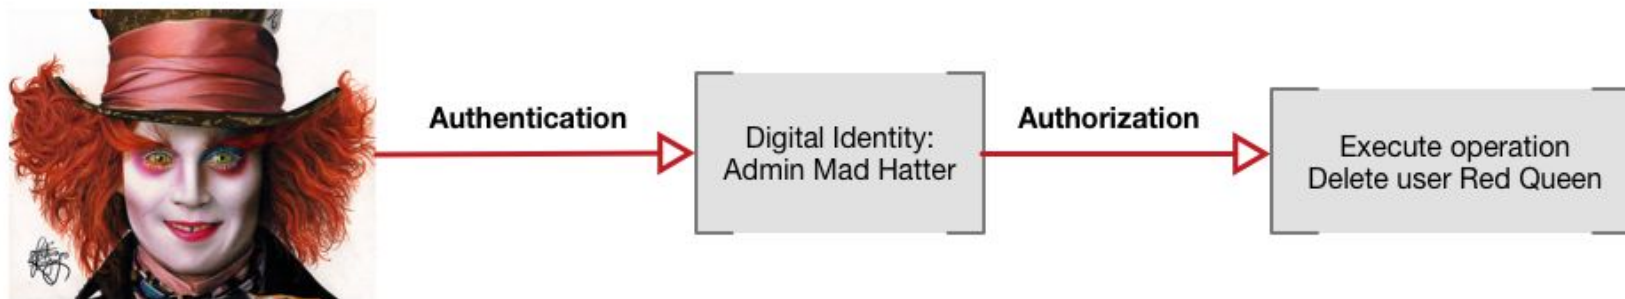 Authentication
Digital Identity:
Admin Mad Hatter
Authorization
Execute operation
Delete user Red Queen